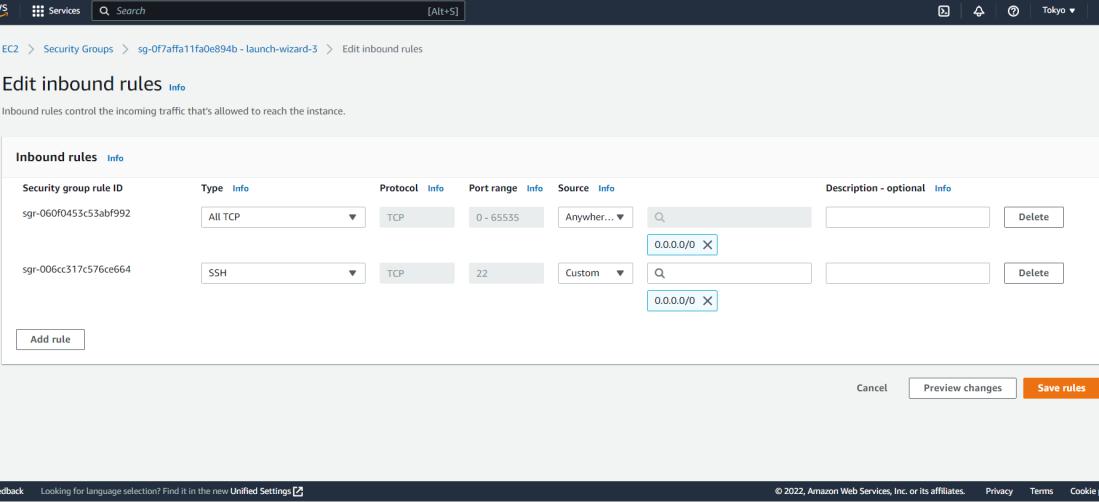 Services Search [Alt+S] Tokyo
EC2 > Security Groups > sg-0f7affa11fa0e894b - launch-wizard-3 > Edit inbound rules
Edit inbound rules Info
Inbound rules control the incoming traffic that's allowed to reach the instance.
Inbound rules Info
Security group rule ID Type Info Protocol Info Port range Info Source Info Description - optional Info
sgr-060f0453c53abf992 All TCP TCP 0 - 65535 Anywher... Delete
0.0.0.0/0
sgr-006cc317c576ce664 SSH TCP 22 Custom Delete
0.0.0.0/0
Add rule
Cancel Preview changes Save rules
edback Looking for language selection? Find it in the new Unified Settings © 2022, Amazon Web Services, Inc. or its affiliates. Privacy Terms Cookie